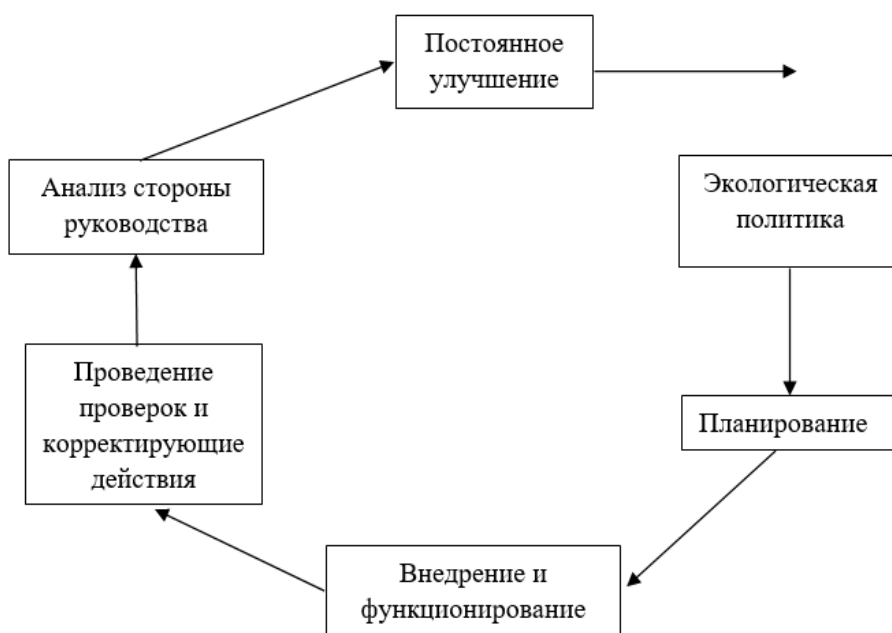 Постоянное
улучшение
Анализ стороны
руководства
Экологическая
политика
Проведение
проверок и
корректирующие
действия
Планирование
Внедрение и
функционирование